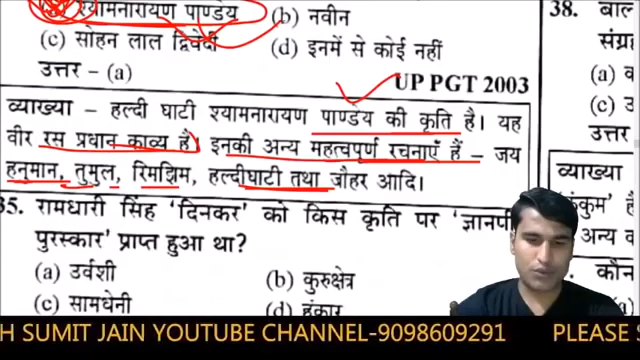 श्यामनारायण पाण्डेय (b) नवीन
(c) सोहन लाल द्विवेदी (d) इनमें से कोई नहीं
उत्तर – (a)
UP PGT 2003
व्याख्या – हल्दी घाटी श्यामनारायण पाण्डेय की कृति है। यह
वीर रस प्रधान काव्य है। इनकी अन्य महत्वपूर्ण रचनाएँ हैं – जय
हनुमान, तुमुल, रिमझिम, हल्दीघाटी तथा जौहर आदि।
35. रामधारी सिंह 'दिनकर' को किस कृति पर 'ज्ञानपी
पुरस्कार' प्राप्त हुआ था?
(a) उर्वशी (b) कुरुक्षेत्र
(c) सामधेनी (d) हुंकार
38. बाल
संग्र
(a) व
(c) उ
उत्तर
व्याख्या
कुंकुम' है
अन्य क
कौन
H SUMIT JAIN YOUTUBE CHANNEL-9098609291 PLEASE S